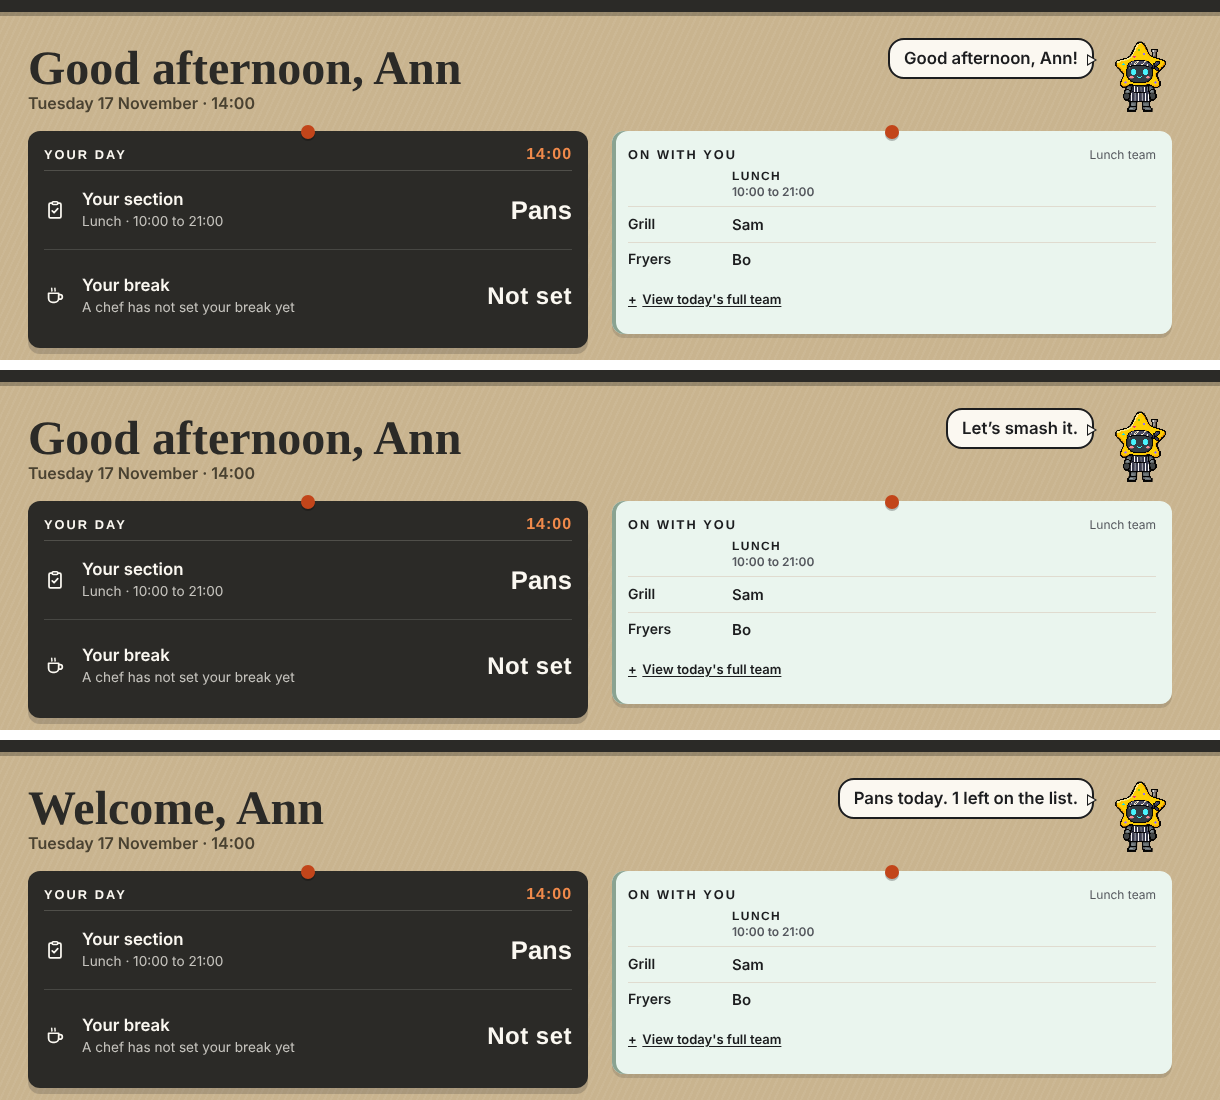 Good afternoon, Ann
Tuesday 17 November · 14:00
Good afternoon, Ann!
YOUR DAY
14:00
Your section
Lunch · 10:00 to 21:00
Pans
Your break
A chef has not set your break yet
Not set
ON WITH YOU
Lunch team
LUNCH
10:00 to 21:00
Grill Sam
Fryers Bo
+ View today's full team
Good afternoon, Ann
Tuesday 17 November · 14:00
Let’s smash it.
YOUR DAY
14:00
Your section
Lunch · 10:00 to 21:00
Pans
Your break
A chef has not set your break yet
Not set
ON WITH YOU
Lunch team
LUNCH
10:00 to 21:00
Grill Sam
Fryers Bo
+ View today's full team
Welcome, Ann
Tuesday 17 November · 14:00
Pans today. 1 left on the list.
YOUR DAY
14:00
Your section
Lunch · 10:00 to 21:00
Pans
Your break
A chef has not set your break yet
Not set
ON WITH YOU
Lunch team
LUNCH
10:00 to 21:00
Grill Sam
Fryers Bo
+ View today's full team